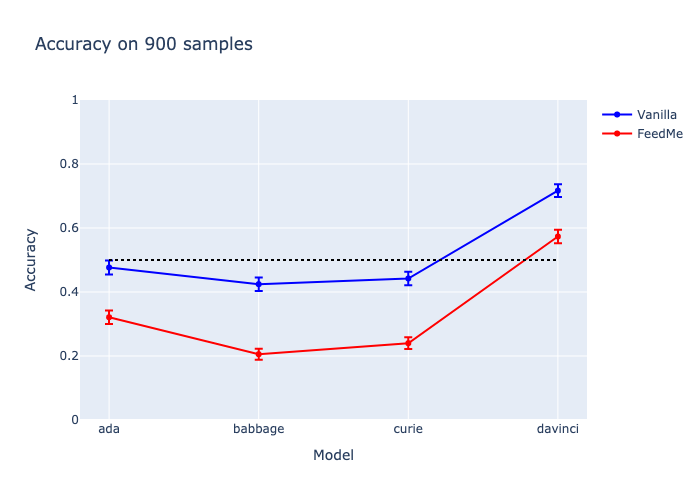 Accuracy on 900 samples
1
0.8
0.6
0.4
0.2
0
Accuracy
ada
babbage
curie
davinci
Model
Vanilla
FeedMe